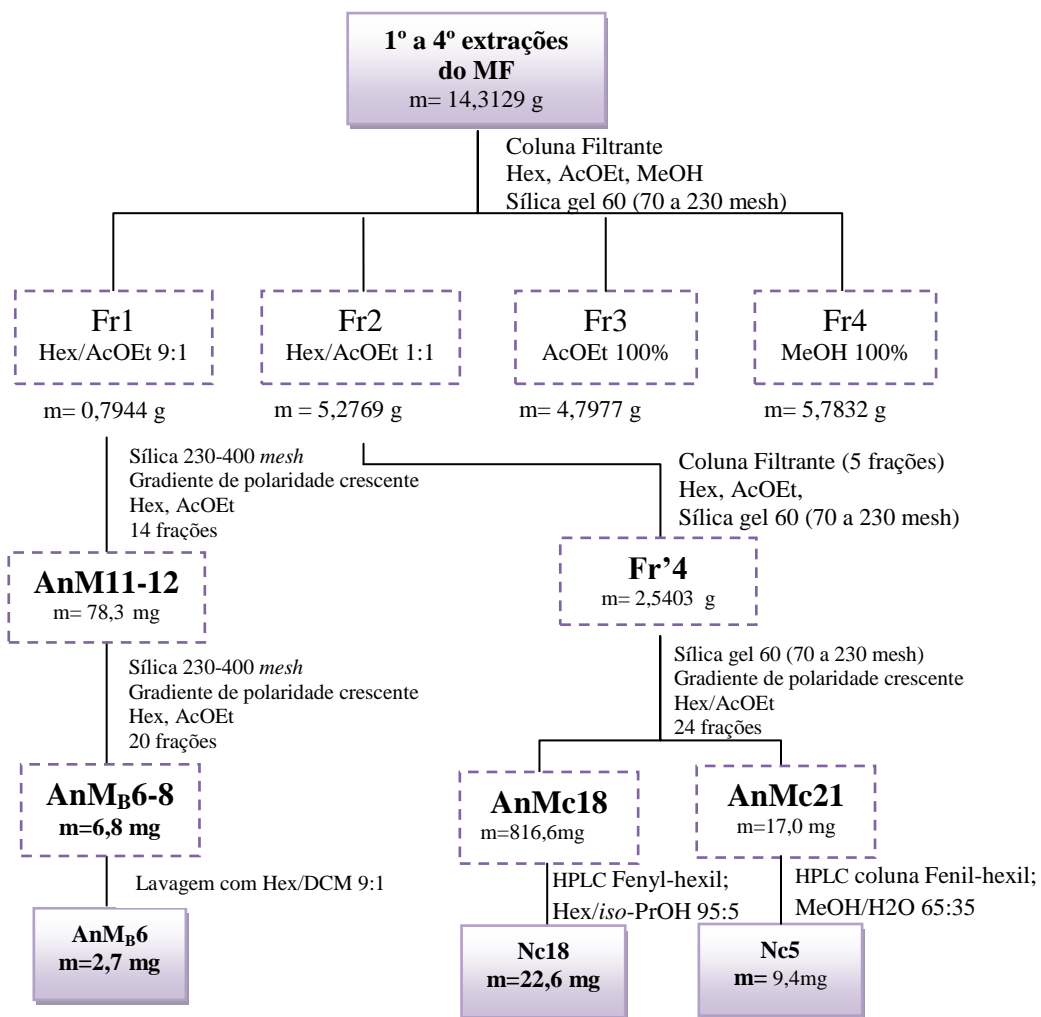 1º a 4º extrações
do MF
m= 14,3129 g
Coluna Filtrante
Hex, AcOEt, MeOH
Sílica gel 60 (70 a 230 mesh)
Fr1
Hex/AcOEt 9:1
Fr2
Hex/AcOEt 1:1
Fr3
AcOEt 100%
Fr4
MeOH 100%
m= 0,7944 g
m = 5,2769 g
m= 4,7977 g
m= 5,7832 g
Sílica 230-400 mesh
Gradiente de polaridade crescente
Hex, AcOEt
14 frações
Coluna Filtrante (5 frações)
Hex, AcOEt,
Sílica gel 60 (70 a 230 mesh)
AnM11-12
m= 78,3 mg
Fr’4
m= 2,5403 g
Sílica 230-400 mesh
Gradiente de polaridade crescente
Hex, AcOEt
20 frações
Sílica gel 60 (70 a 230 mesh)
Gradiente de polaridade crescente
Hex/AcOEt
24 frações
AnMB6-8
m=6,8 mg
AnMc18
m=816,6mg
AnMc21
m=17,0 mg
Lavagem com Hex/DCM 9:1
HPLC Fenyl-hexil;
Hex/iso-PrOH 95:5
HPLC coluna Fenil-hexil;
MeOH/H2O 65:35
AnMB6
m=2,7 mg
Nc18
m=22,6 mg
Nc5
m= 9,4mg